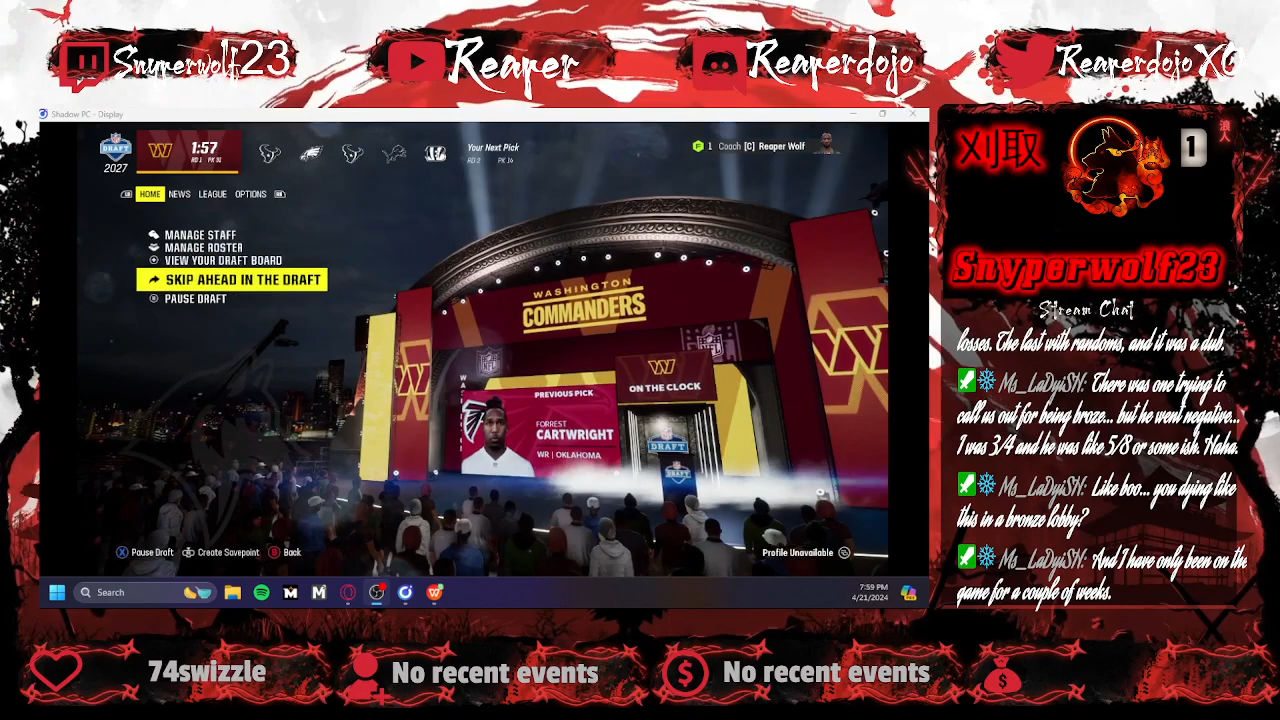 Snyperwolf23
Reaper
Reaperdojo
Reaperdojo XG
Shadow PC - Display
DRAFT
2027
1:57
RD 1
Your Next Pick
RD 2 PK 14
1 Coach [C] Reaper Wolf
HOME NEWS LEAGUE OPTIONS
MANAGE STAFF
MANAGE ROSTER
VIEW YOUR DRAFT BOARD
SKIP AHEAD IN THE DRAFT
PAUSE DRAFT
WASHINGTON
COMMANDERS
NFL
NFL
ON THE CLOCK
PREVIOUS PICK
FORREST
CARTWRIGHT
WR | OKLAHOMA
DRAFT
DRAFT
X Pause Draft Create Savepoint B Back
Profile Unavailable
Search
7:59 PM
4/21/2024
刈取
1
浪人
Snyperwolf23
Stream Chat
losses. The last with randoms, and it was a dub.
Ms_LaDyiSH: There was one trying to
call us out for being broze... but he went negative...
I was 3/4 and he was like 5/8 or some ish. Haha.
Ms_LaDyiSH: Like boo... you dying like
this in a bronze lobby?
Ms_LaDyiSH: And I have only been on the
game for a couple of weeks.
74swizzle
No recent events
No recent events